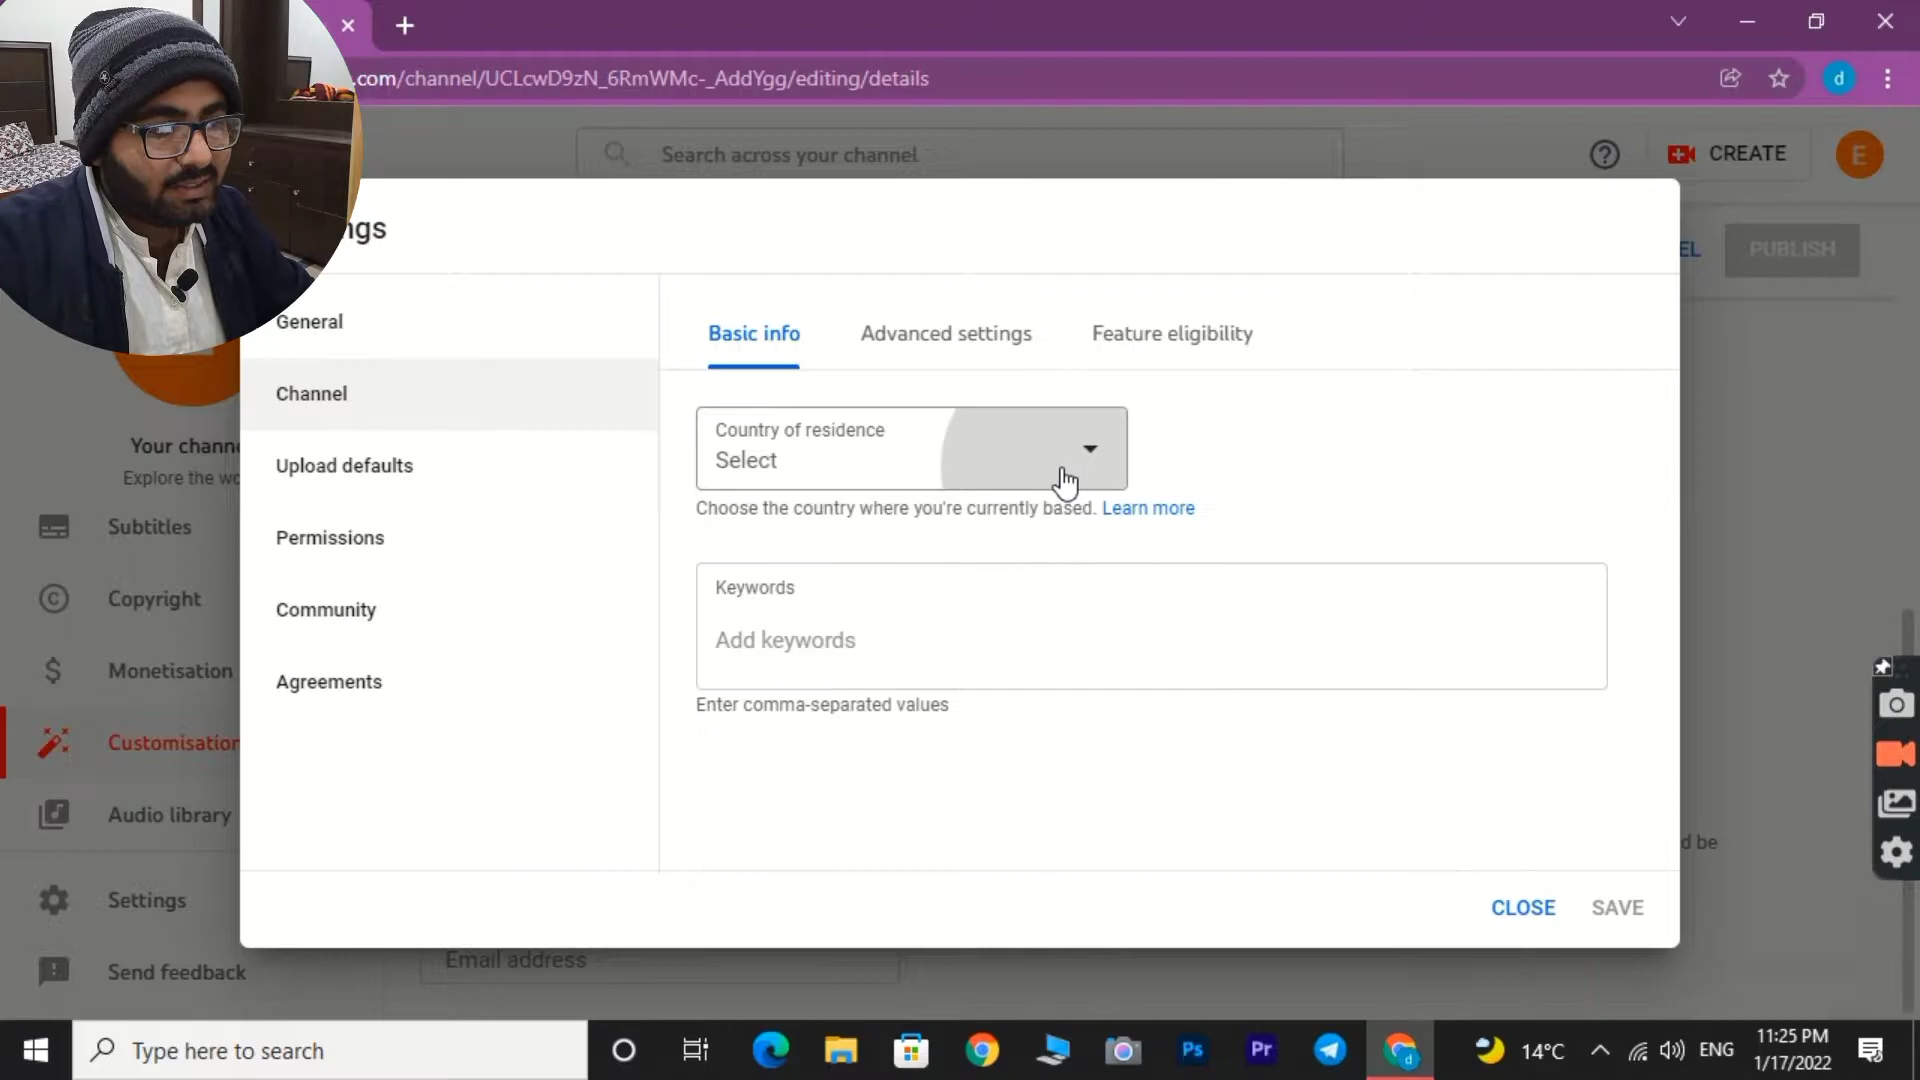 .com/channel/UCLcwD9zN_6RmWMc-_AddYgg/editing/details
d
Search across your channel
CREATE
E
ngs
EL
PUBLISH
General
Basic info
Advanced settings
Feature eligibility
Channel
Country of residence
Select
Your channe
Explore the wo
Upload defaults
Choose the country where you're currently based. Learn more
Subtitles
Permissions
Keywords
Copyright
Community
Add keywords
Monetisation
Agreements
Enter comma-separated values
Customisation
Audio library
d be
Settings
CLOSE
SAVE
Email address
Send feedback
Type here to search
Ps
Pr
d
14°C
ENG
11:25 PM
1/17/2022